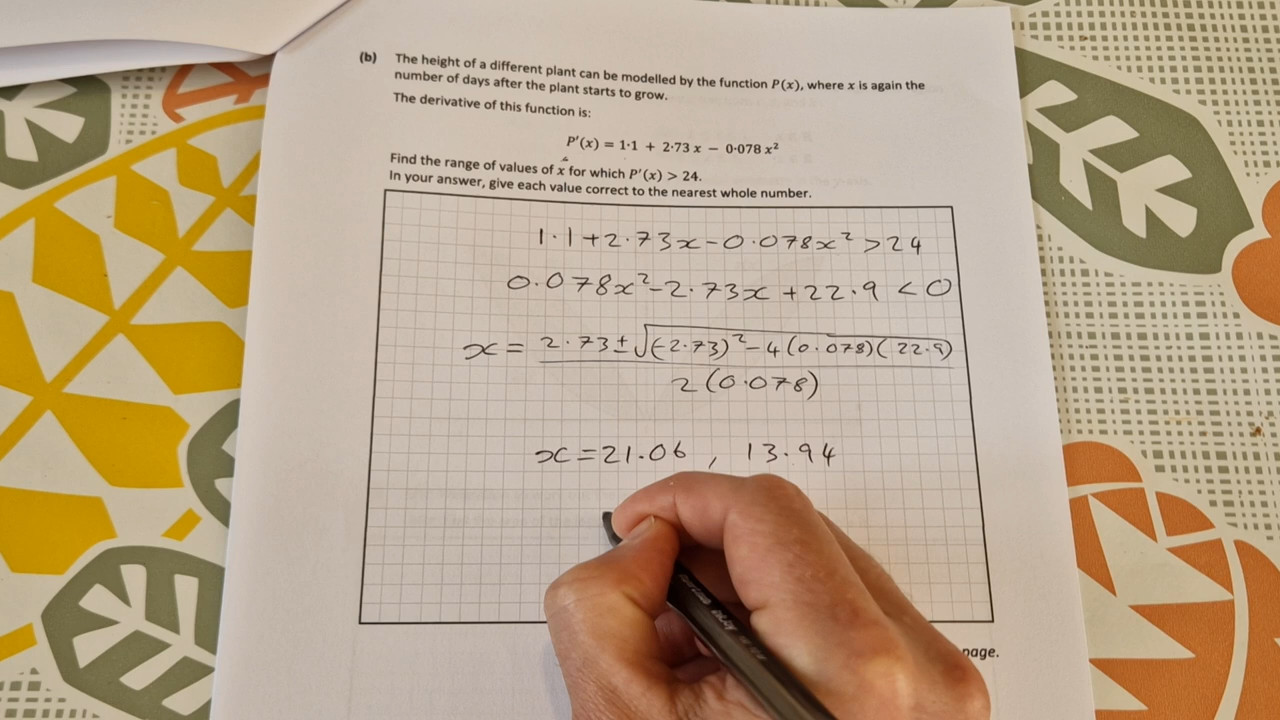 (b) The height of a different plant can be modelled by the function P(x), where x is again the
number of days after the plant starts to grow.
The derivative of this function is:
P′(x) = 1·1 + 2·73 x − 0·078 x²
Find the range of values of x for which P′(x) > 24.
In your answer, give each value correct to the nearest whole number.
1·1+2·73x−0·078x² >24
0·078x²−2·73x +22·9 <0
x = 2·73± √(−2·73)²−4(0·078)(22·9)
2(0·078)
x =21·06 , 13·94
page.